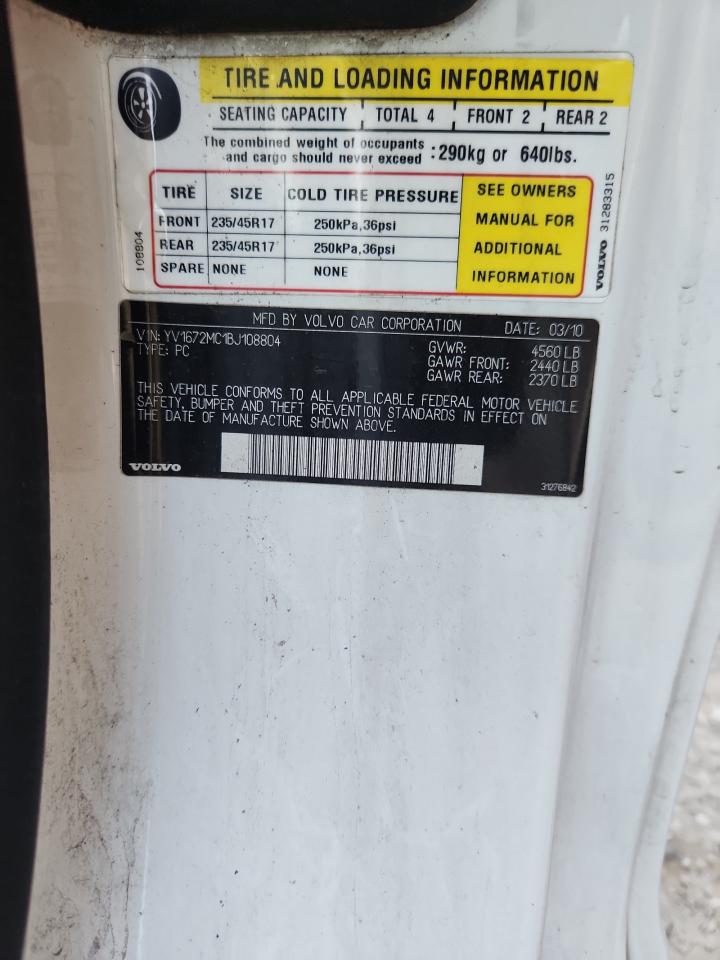 TIRE AND LOADING INFORMATION
SEATING CAPACITY TOTAL 4 FRONT 2 REAR 2
The combined weight of occupants
and cargo should never exceed :290kg or 640lbs.
TIRE SIZE COLD TIRE PRESSURE
FRONT 235/45R17 250kPa,36psi
REAR 235/45R17 250kPa,36psi
SPARE NONE NONE
SEE OWNERS
MANUAL FOR
ADDITIONAL
INFORMATION
108804
VOLVO 31283315
MFD BY VOLVO CAR CORPORATION DATE: 03/10
VIN: YV1672MC1BJ108804
TYPE: PC
GVWR: 4560 LB
GAWR FRONT: 2440 LB
GAWR REAR: 2370 LB
THIS VEHICLE CONFORMS TO ALL APPLICABLE FEDERAL MOTOR VEHICLE
SAFETY, BUMPER AND THEFT PREVENTION STANDARDS IN EFFECT ON
THE DATE OF MANUFACTURE SHOWN ABOVE.
VOLVO
31276842